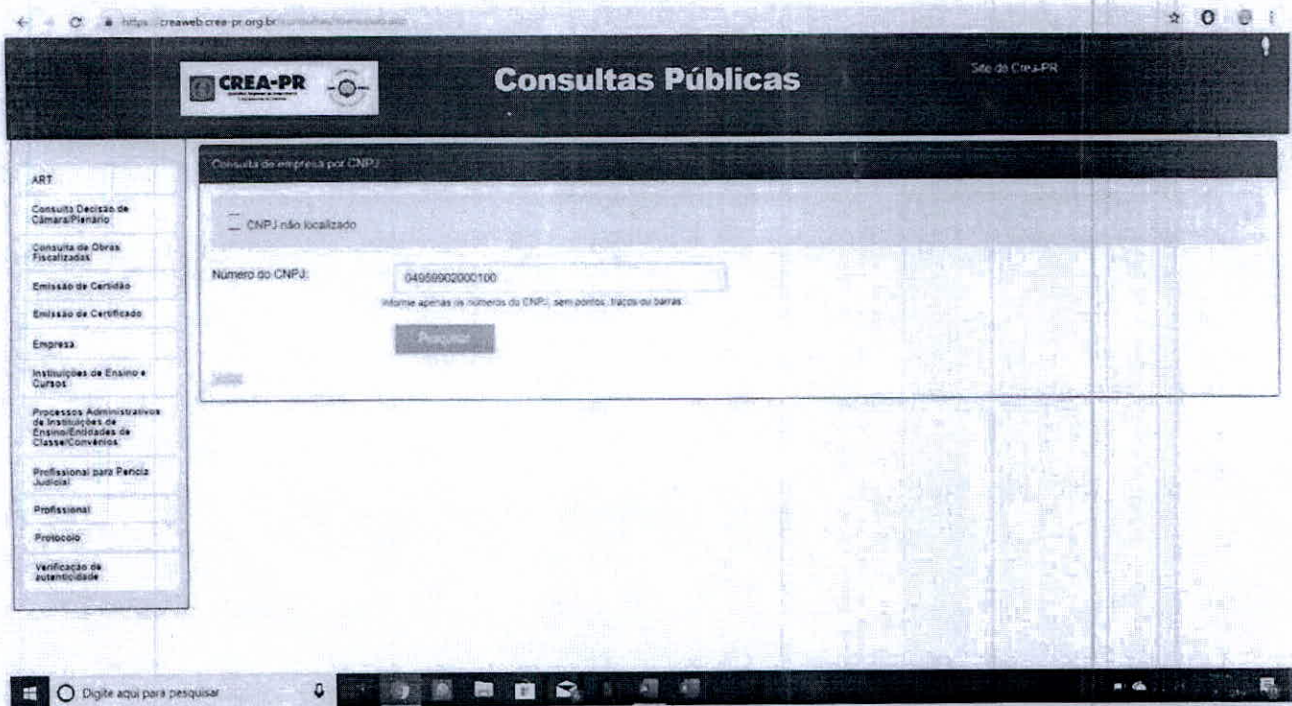 https
creaweb.crea-pr.org.br
CREA-PR
Consultas Públicas
Site do Crea-PR
ART
Consulta Decisão de
Câmara/Plenário
Consulta de Obras
Fiscalizadas
Emissão de Certidão
Emissão de Certificado
Empresa
Instituições de Ensino e
Cursos
Processos Administrativos
de Instituições de
Ensino/Entidades de
Classe/Convênios
Profissional para Perícia
Judicial
Profissional
Protocolo
Verificação de
autenticidade
Consulta de empresa por CNPJ
CNPJ não localizado
Número do CNPJ:
04959902000100
Informe apenas os números do CNPJ, sem pontos, traços ou barras.
Pesquisar
Digite aqui para pesquisar